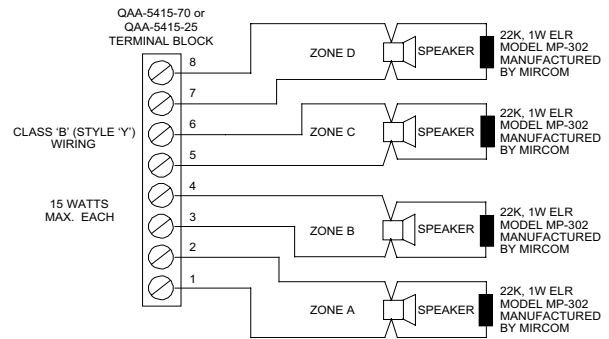 QAA-5415-70 or
QAA-5415-25
TERMINAL BLOCK
8
7
6
5
4
3
2
1
CLASS 'B' (STYLE 'Y')
WIRING
15 WATTS
MAX. EACH
ZONE D
SPEAKER
22K, 1W ELR
MODEL MP-302
MANUFACTURED
BY MIRCOM
ZONE C
SPEAKER
22K, 1W ELR
MODEL MP-302
MANUFACTURED
BY MIRCOM
ZONE B
SPEAKER
22K, 1W ELR
MODEL MP-302
MANUFACTURED
BY MIRCOM
ZONE A
SPEAKER
22K, 1W ELR
MODEL MP-302
MANUFACTURED
BY MIRCOM